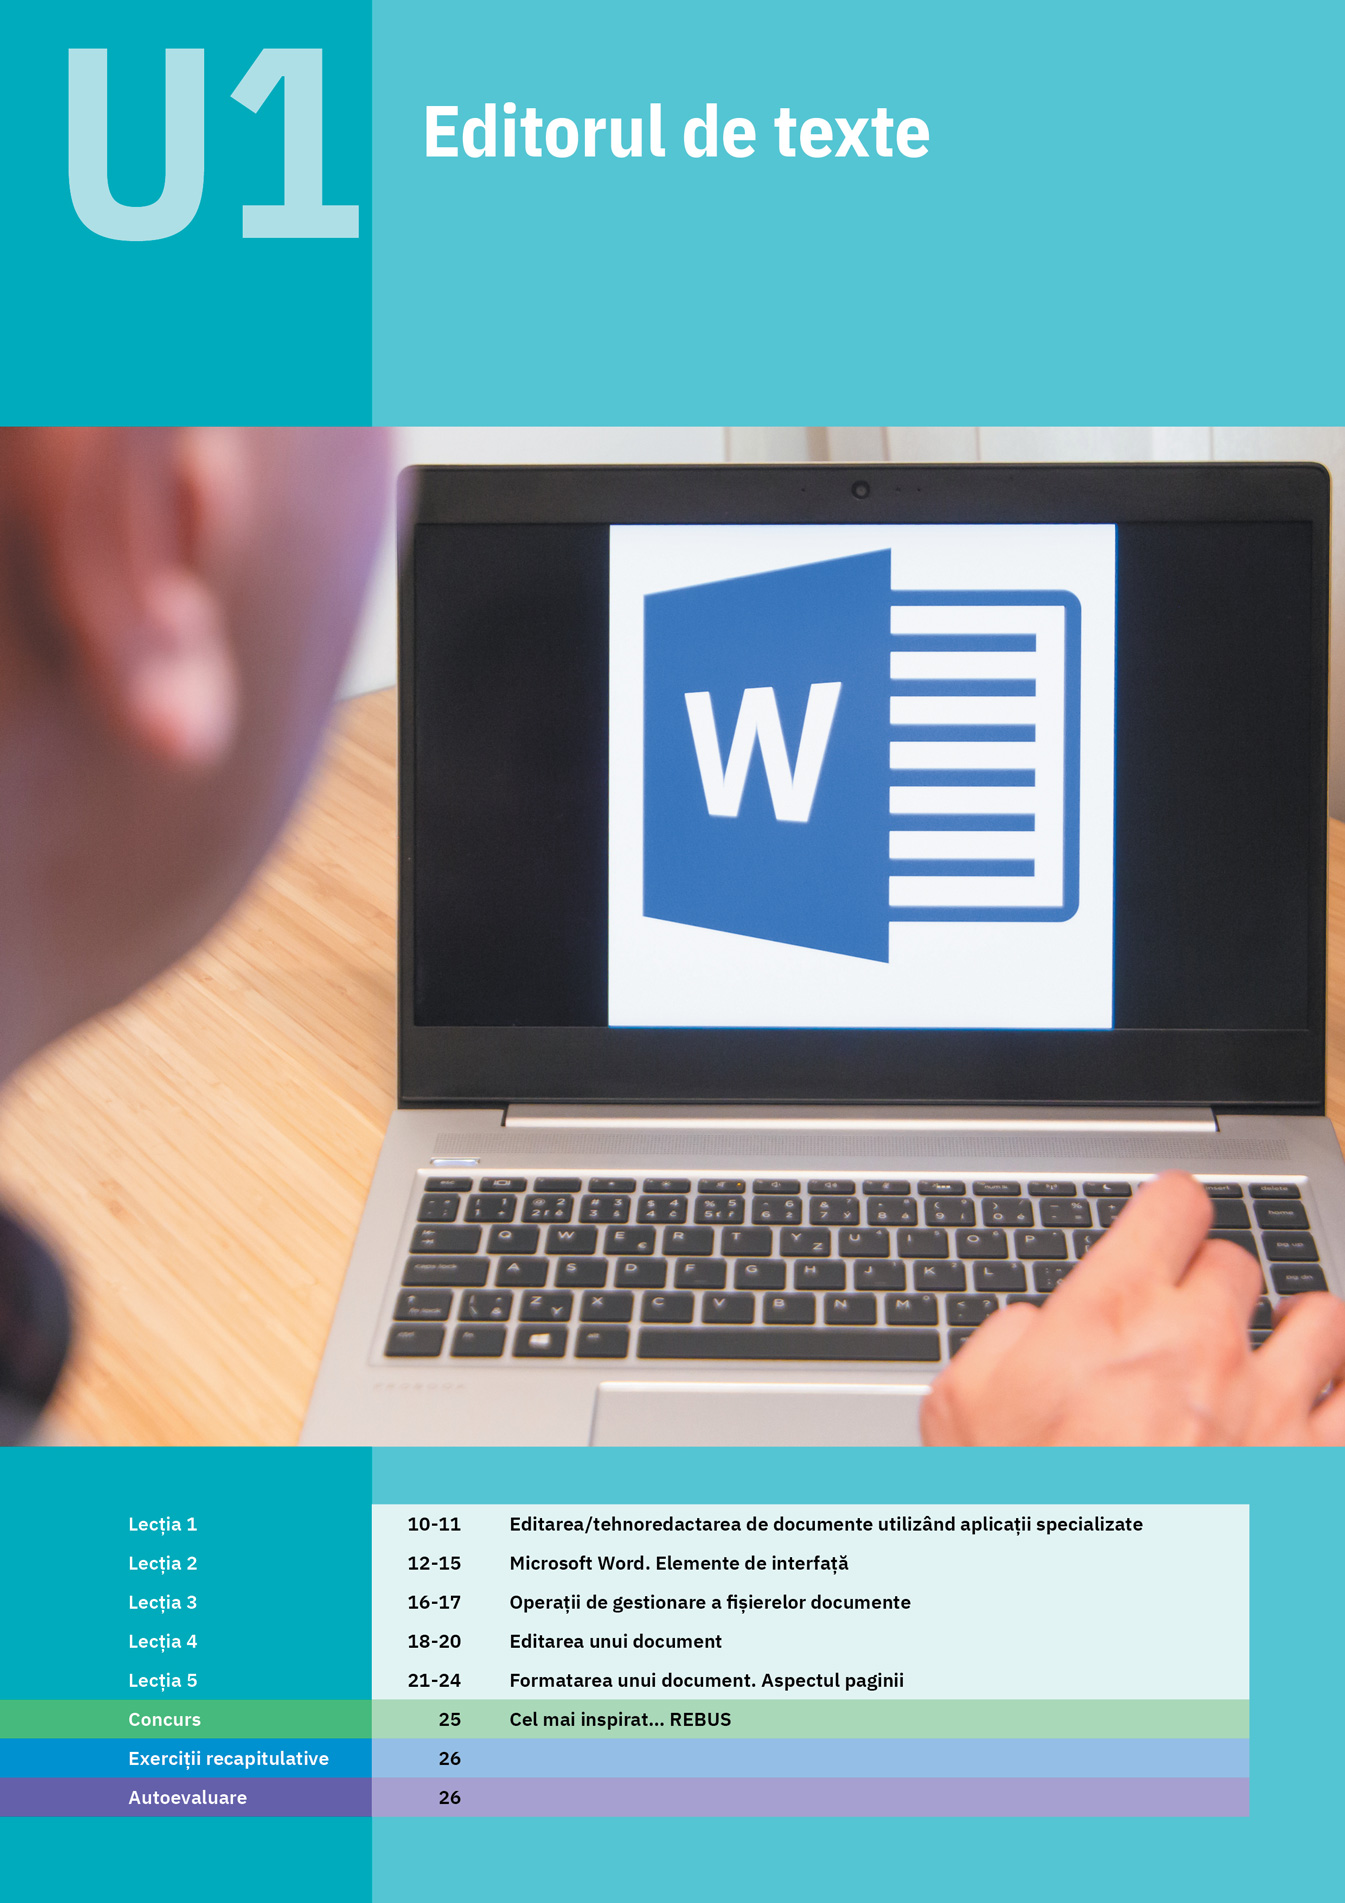 U1
Editorul de texte
W
Lecția 1 10-11 Editarea/tehnoredactarea de documente utilizând aplicații specializate
Lecția 2 12-15 Microsoft Word. Elemente de interfață
Lecția 3 16-17 Operații de gestionare a fișierelor documente
Lecția 4 18-20 Editarea unui document
Lecția 5 21-24 Formatarea unui document. Aspectul paginii
Concurs 25 Cel mai inspirat... REBUS
Exerciții recapitulative 26
Autoevaluare 26